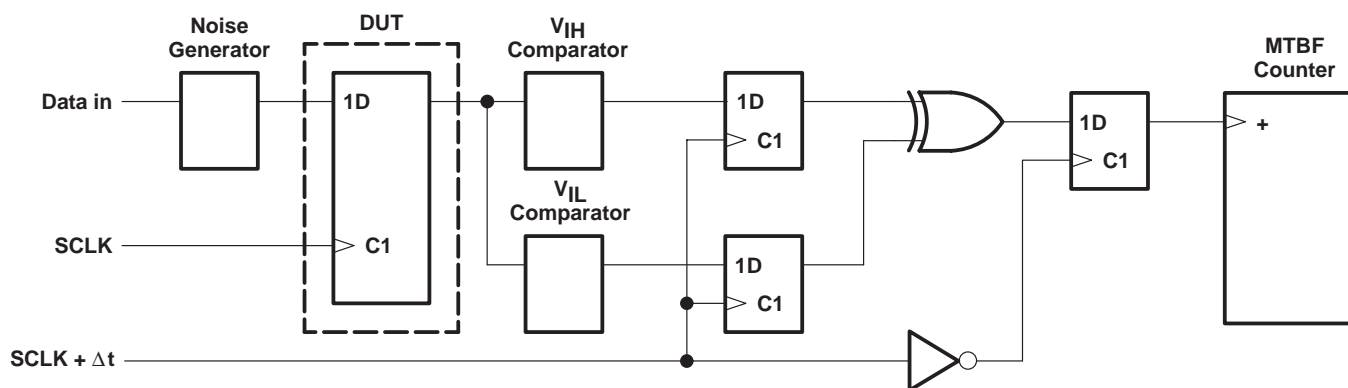 Noise
Generator
DUT
VIH
Comparator
MTBF
Counter
Data in
1D
1D
1D
+
C1
C1
VIL
Comparator
SCLK
C1
1D
C1
SCLK + Δt